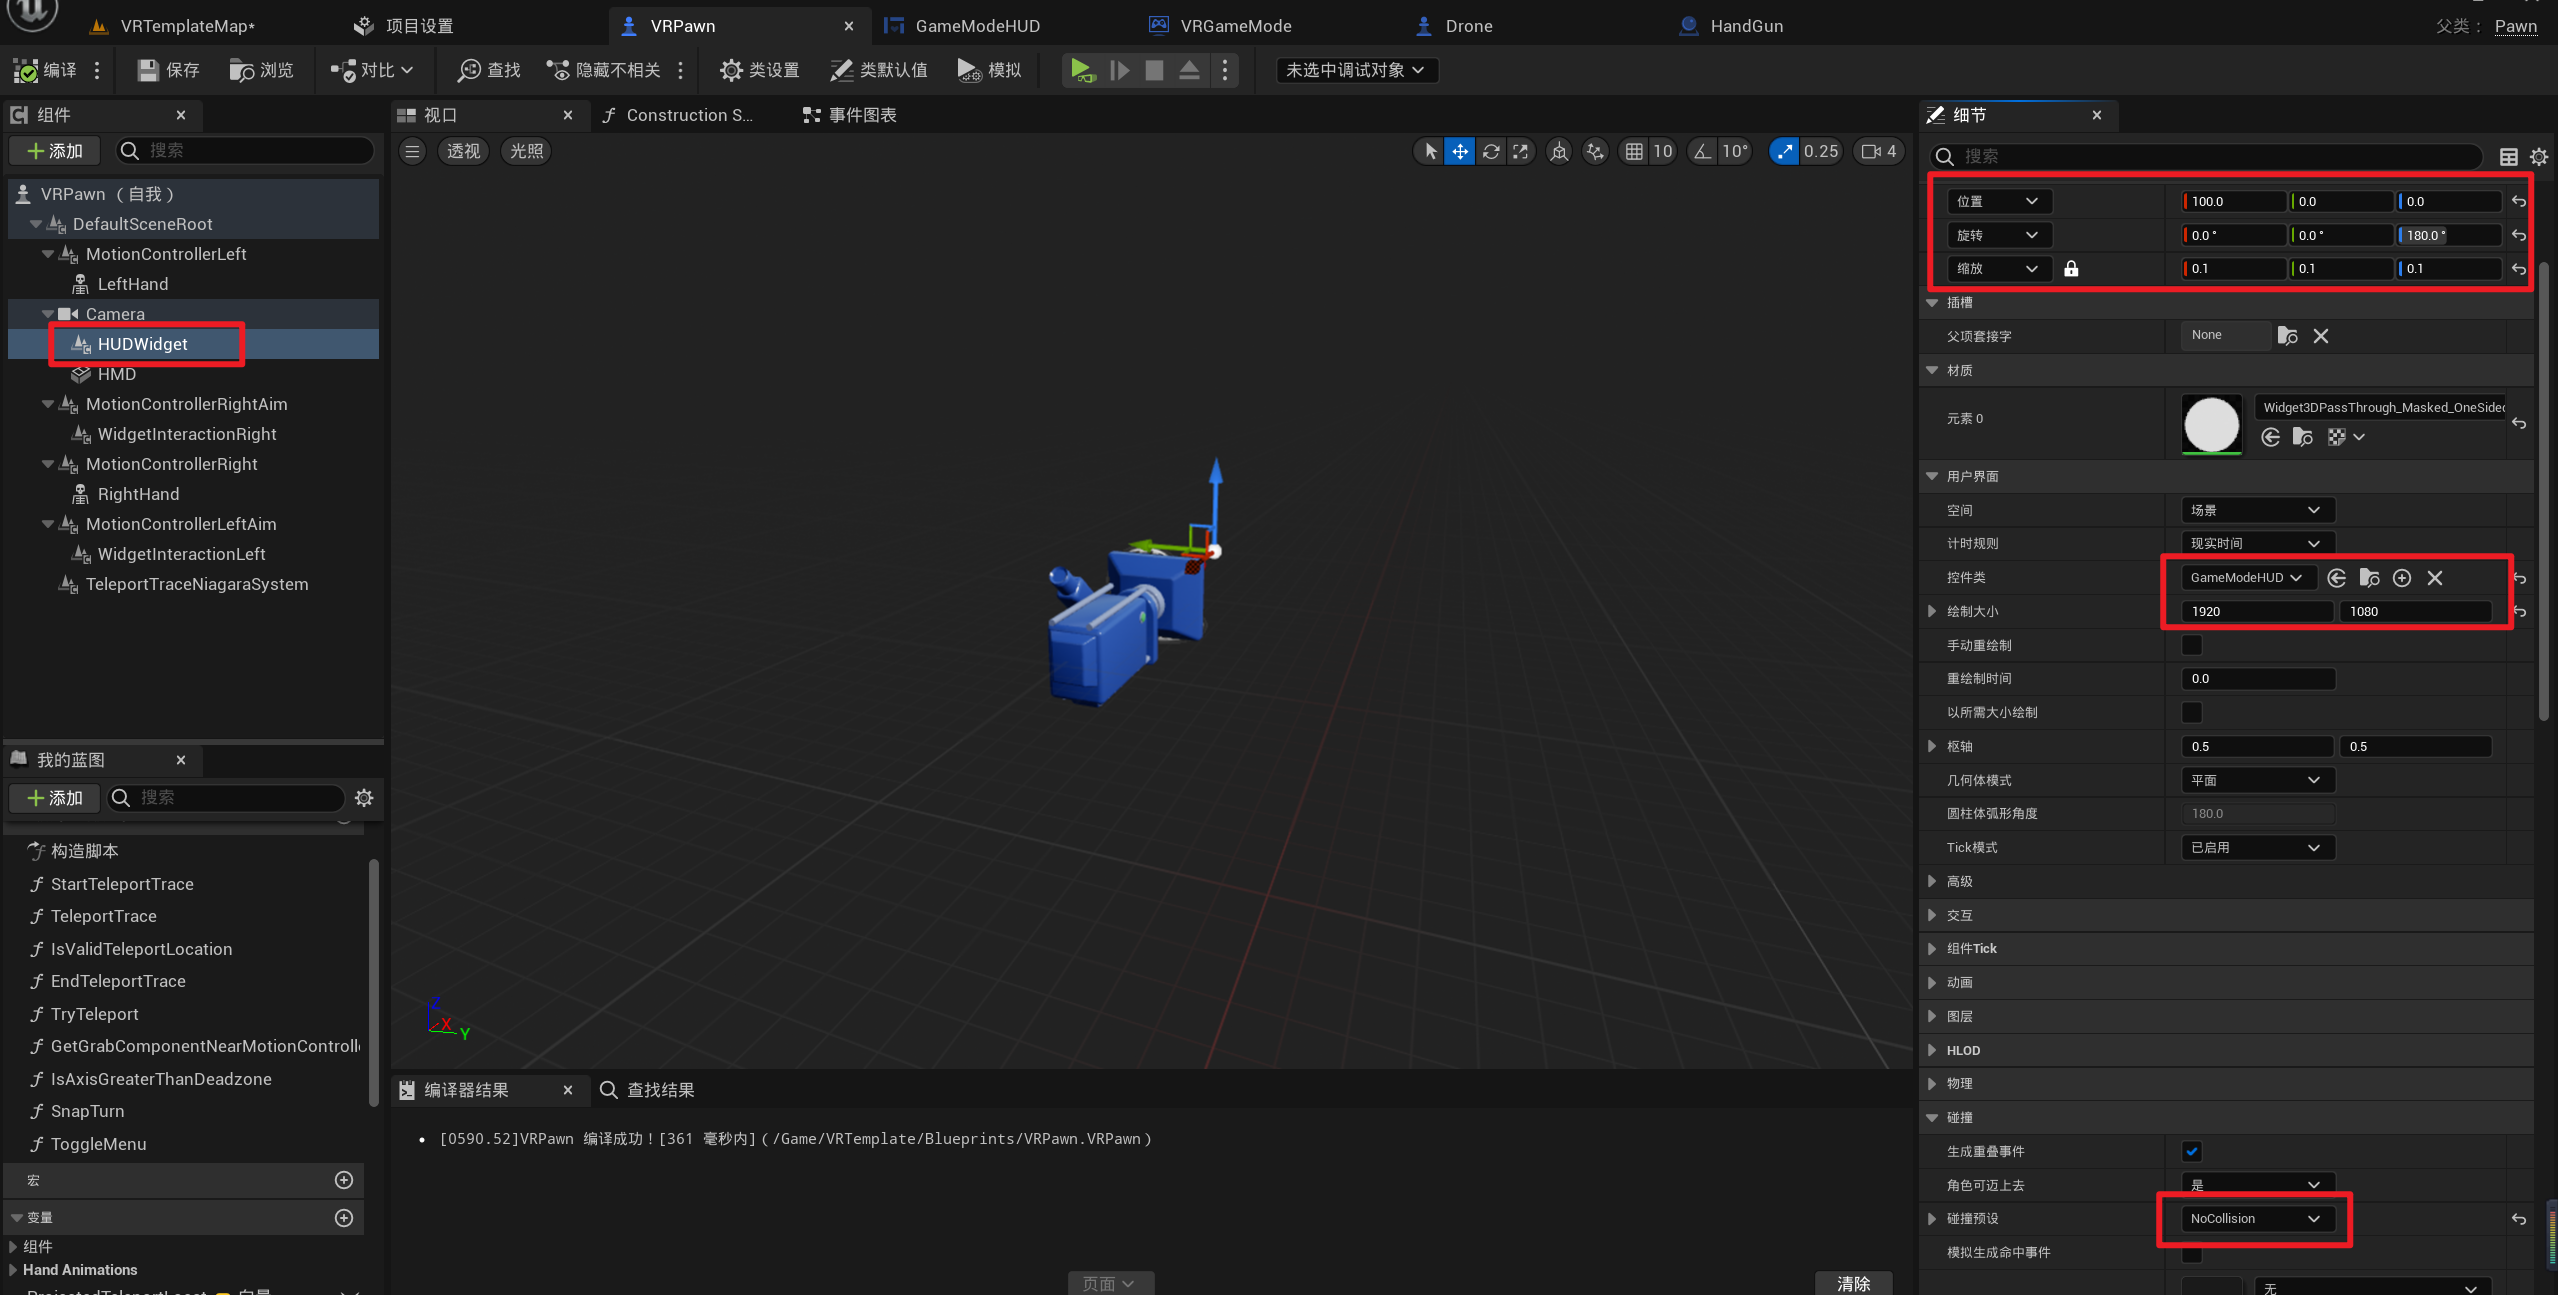 VRTemplateMap*
项目设置
VRPawn
GameModeHUD
VRGameMode
Drone
HandGun
父类： Pawn
编译
保存
浏览
对比
查找
隐藏不相关
类设置
类默认值
模拟
未选中调试对象
组件
添加
搜索
VRPawn （自我）
DefaultSceneRoot
MotionControllerLeft
LeftHand
Camera
HUDWidget
HMD
MotionControllerRightAim
WidgetInteractionRight
MotionControllerRight
RightHand
MotionControllerLeftAim
WidgetInteractionLeft
TeleportTraceNiagaraSystem
我的蓝图
添加
搜索
构造脚本
StartTeleportTrace
TeleportTrace
IsValidTeleportLocation
EndTeleportTrace
TryTeleport
GetGrabComponentNearMotionControll
IsAxisGreaterThanDeadzone
SnapTurn
ToggleMenu
宏
变量
组件
Hand Animations
视口
Construction S...
事件图表
透视
光照
10
10°
0.25
4
Z
X
Y
编译器结果
查找结果
[0590.52]VRPawn 编译成功！[361 毫秒内]（/Game/VRTemplate/Blueprints/VRPawn.VRPawn）
页面
清除
细节
搜索
位置 100.0 0.0 0.0
旋转 0.0 ° 0.0 ° 180.0 °
缩放 0.1 0.1 0.1
插槽
父项套接字 None
材质
元素 0 Widget3DPassThrough_Masked_OneSided
用户界面
空间 场景
计时规则 现实时间
控件类 GameModeHUD
绘制大小 1920 1080
手动重绘制
重绘制时间 0.0
以所需大小绘制
枢轴 0.5 0.5
几何体模式 平面
圆柱体弧形角度 180.0
Tick模式 已启用
高级
交互
组件Tick
动画
图层
HLOD
物理
碰撞
生成重叠事件
角色可迈上去 是
碰撞预设 NoCollision
模拟生成命中事件
无